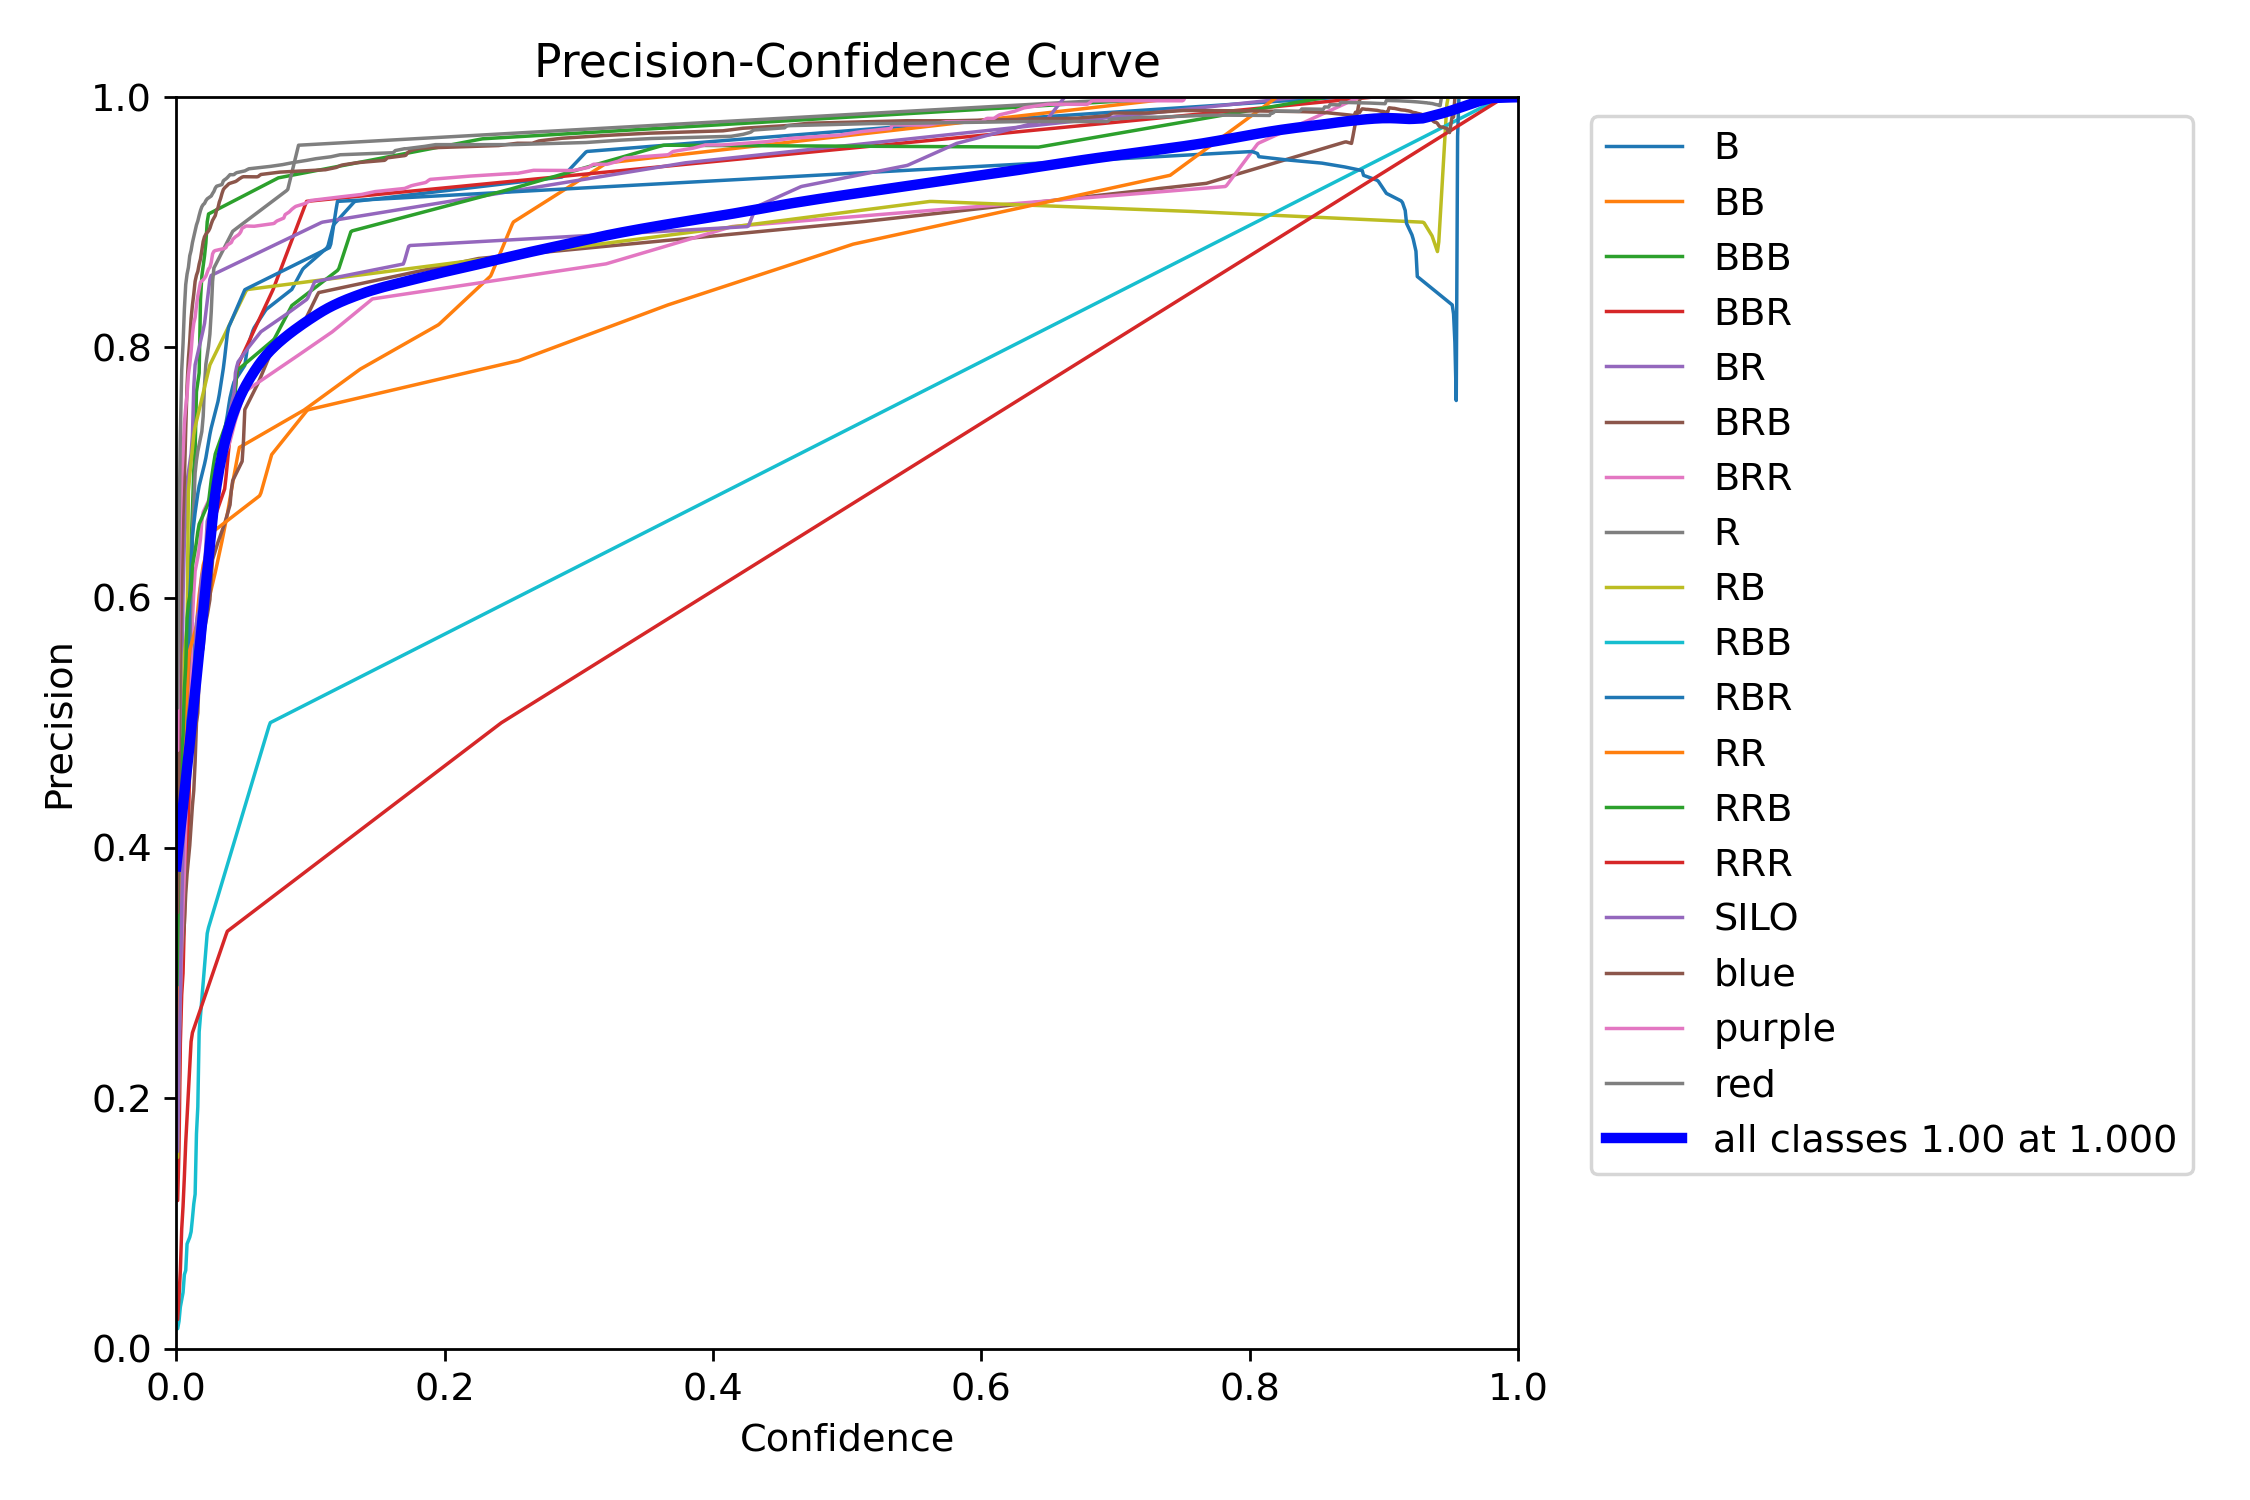 Precision-Confidence Curve
1.0
0.8
0.6
0.4
0.2
0.0
Precision
0.0 0.2 0.4 0.6 0.8 1.0
Confidence
B
BB
BBB
BBR
BR
BRB
BRR
R
RB
RBB
RBR
RR
RRB
RRR
SILO
blue
purple
red
all classes 1.00 at 1.000